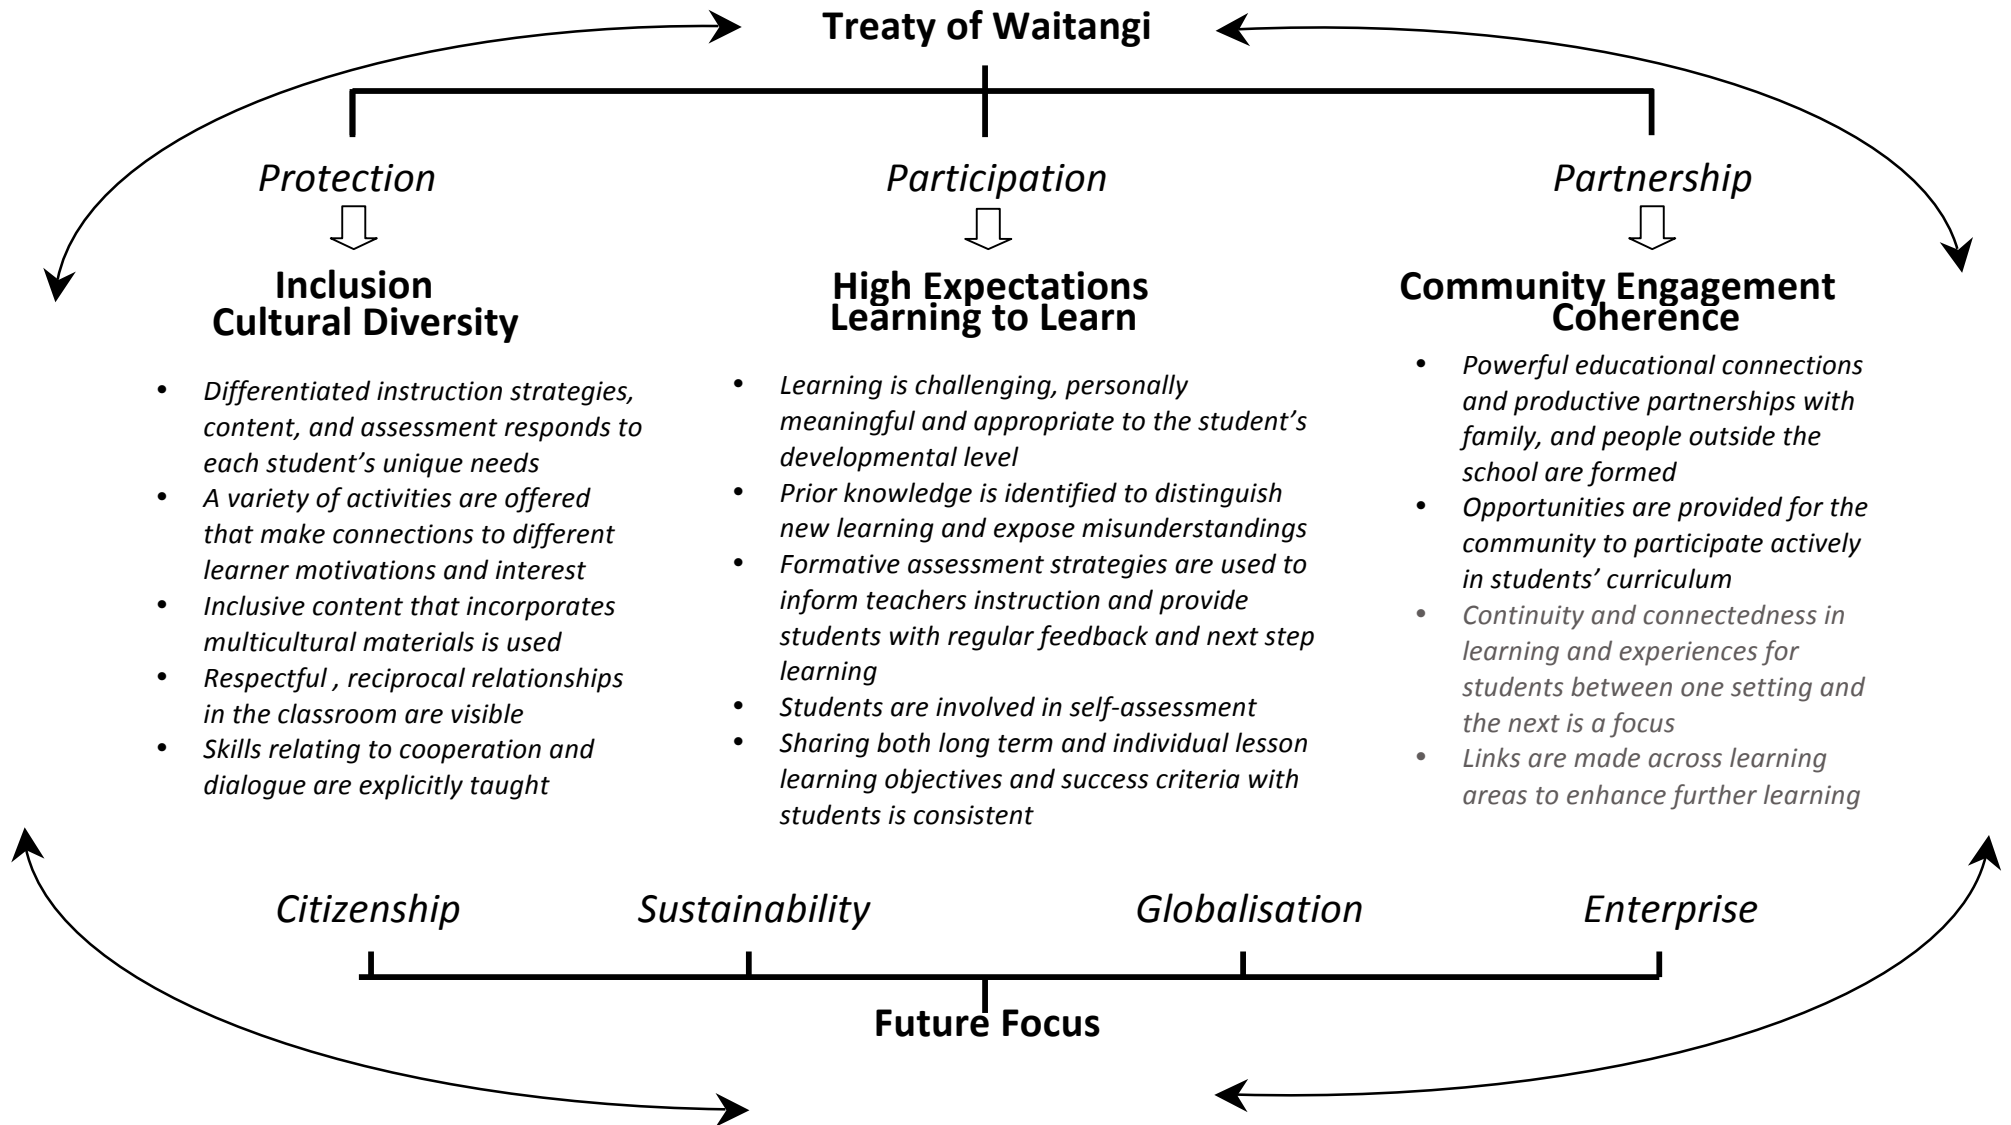 Treaty of Waitangi
Protection
Participation
Partnership
Inclusion
Cultural Diversity
High Expectations
Learning to Learn
Community Engagement
Coherence
• Differentiated instruction strategies,
content, and assessment responds to
each student's unique needs
• A variety of activities are offered
that make connections to different
learner motivations and interest
• Inclusive content that incorporates
multicultural materials is used
• Respectful , reciprocal relationships
in the classroom are visible
• Skills relating to cooperation and
dialogue are explicitly taught
• Learning is challenging, personally
meaningful and appropriate to the student's
developmental level
• Prior knowledge is identified to distinguish
new learning and expose misunderstandings
• Formative assessment strategies are used to
inform teachers instruction and provide
students with regular feedback and next step
learning
• Students are involved in self-assessment
• Sharing both long term and individual lesson
learning objectives and success criteria with
students is consistent
• Powerful educational connections
and productive partnerships with
family, and people outside the
school are formed
• Opportunities are provided for the
community to participate actively
in students' curriculum
• Continuity and connectedness in
learning and experiences for
students between one setting and
the next is a focus
• Links are made across learning
areas to enhance further learning
Citizenship
Sustainability
Globalisation
Enterprise
Future Focus